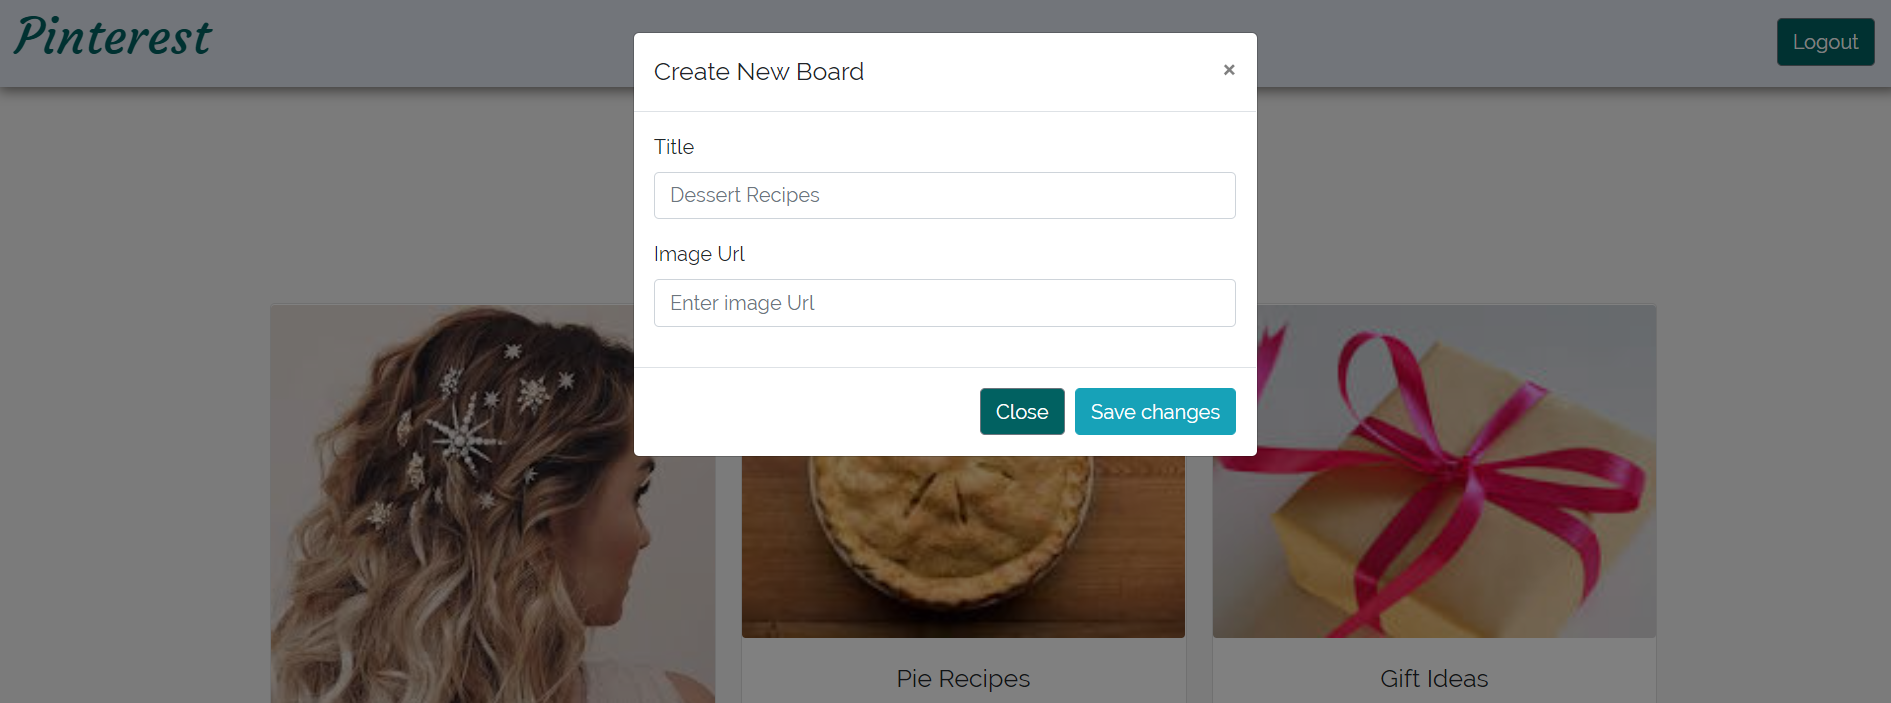 Pinterest
Logout
Create New Board
×
Title
Dessert Recipes
Image Url
Enter image Url
Close
Save changes
Pie Recipes
Gift Ideas